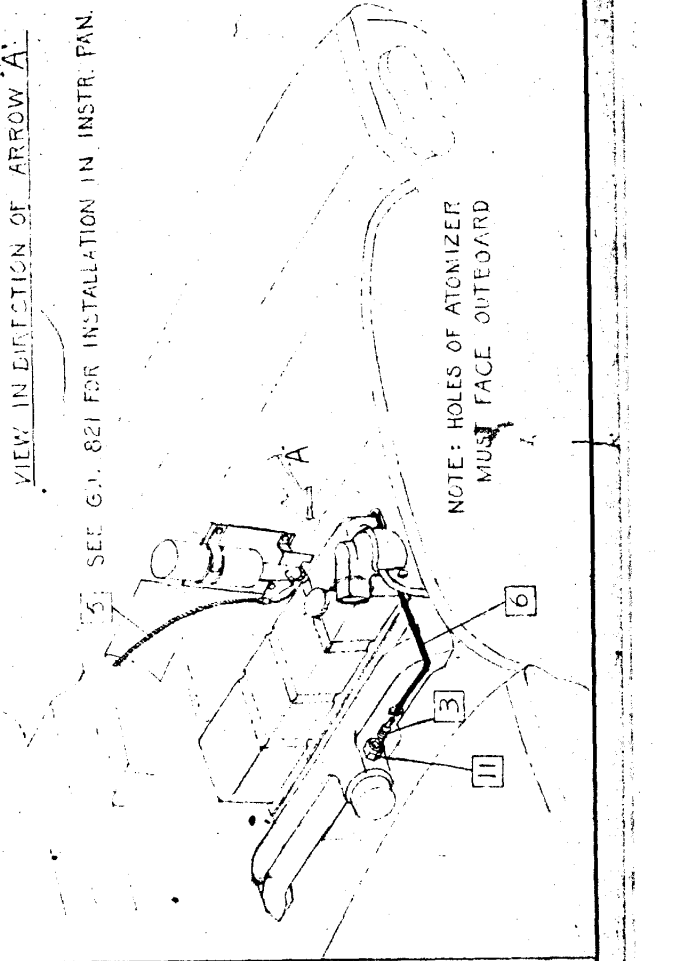 VIEW IN DIRECTION OF ARROW 'A'
5 SEE G.I. 821 FOR INSTALLATION IN INSTR. PAN.
A
NOTE: HOLES OF ATOMIZER
MUST FACE OUTBOARD
6
3
11